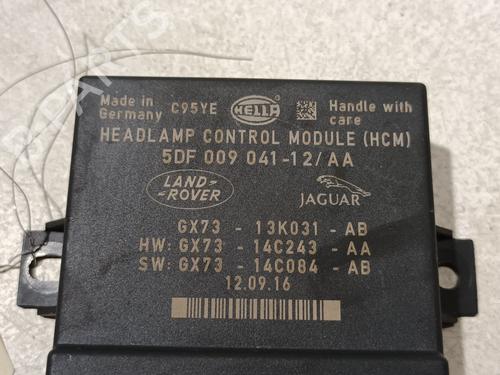 Made in
Germany
C95YE
HELLA
Handle with
care
HEADLAMP CONTROL MODULE (HCM)
5DF 009 041-12/AA
LAND-
-ROVER
JAGUAR
GX73 - 13K031 - AB
HW: GX73 - 14C243 - AA
SW: GX73 - 14C084 - AB
12.09.16